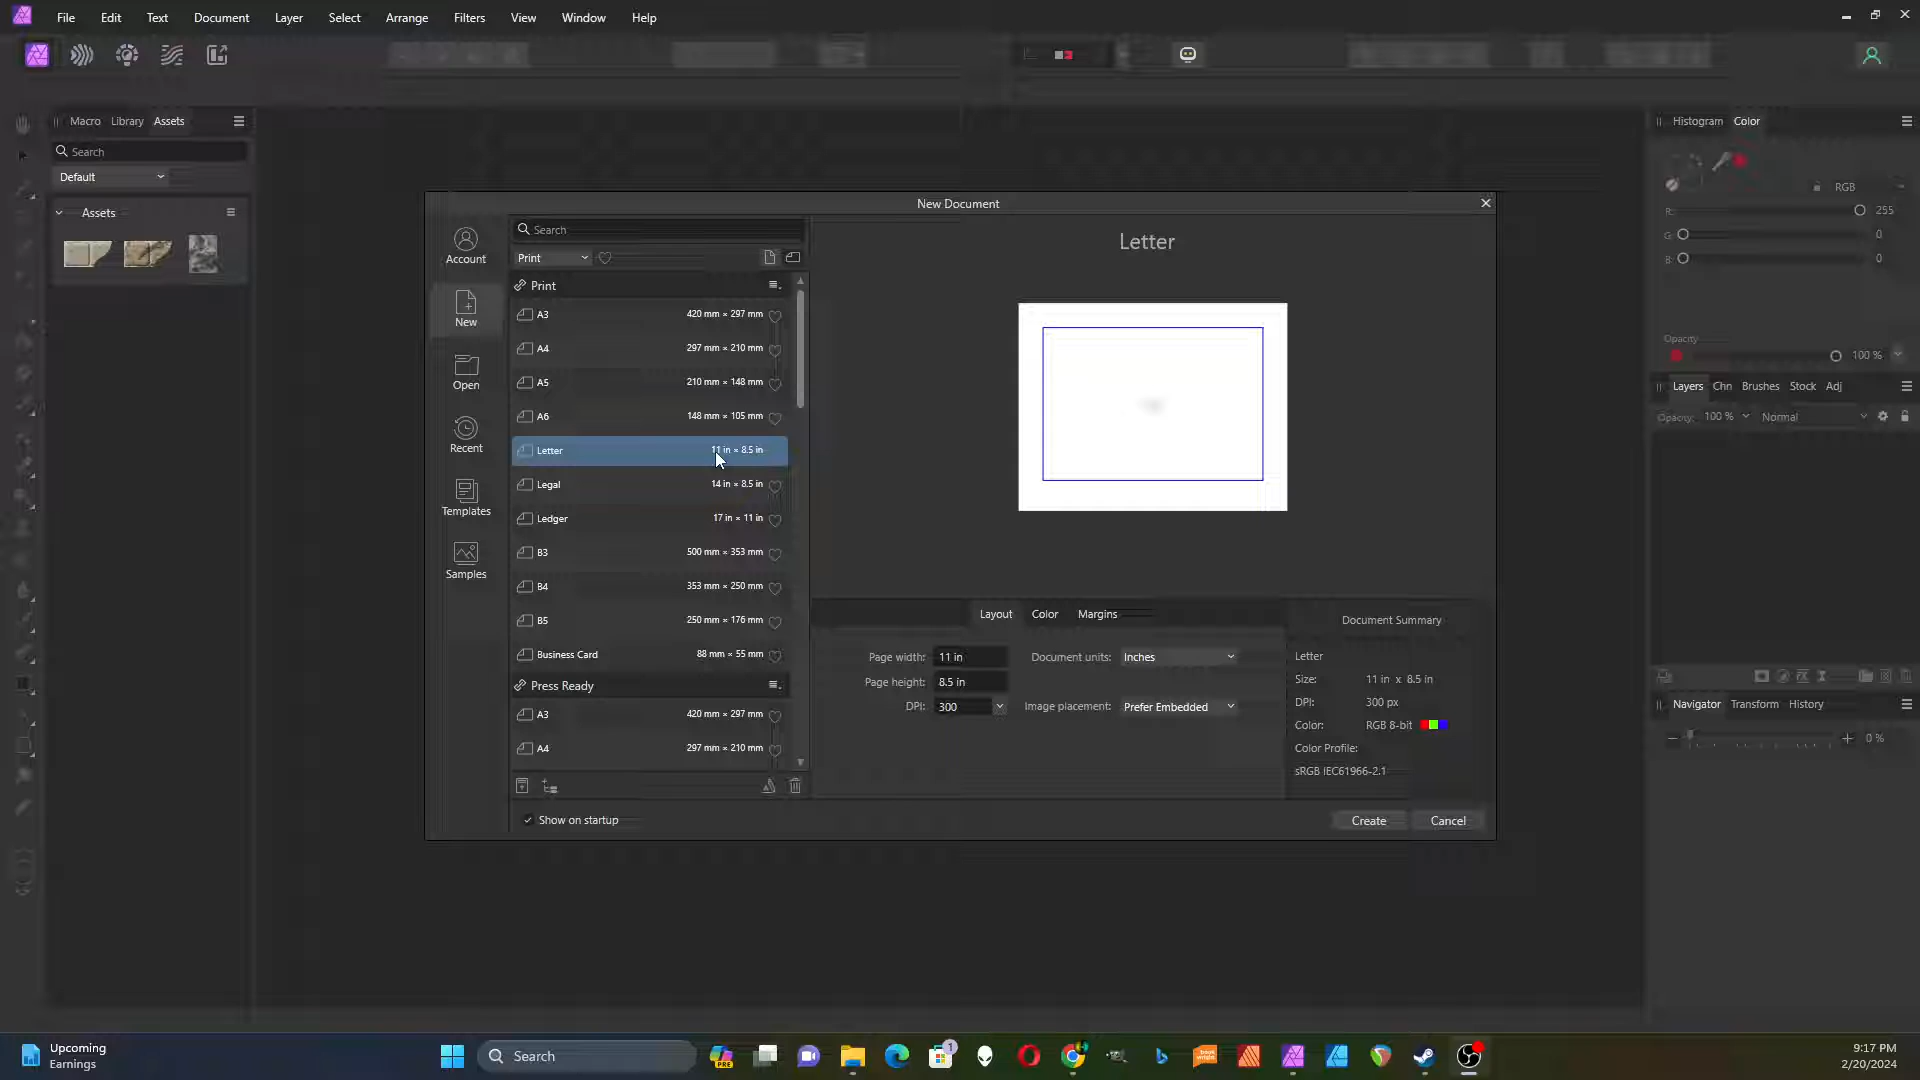 File Edit Text Document Layer Select Arrange Filters View Window Help
Macro Library Assets
Search
Default
Assets
Histogram Color
RGB
R: 255
G: 0
B: 0
Opacity
100 %
Layers Chn Brushes Stock Adj
Opacity: 100 % Normal
Navigator Transform History
0 %
New Document
Account
New
Open
Recent
Templates
Samples
Search
Print
Print
A3 420 mm × 297 mm
A4 297 mm × 210 mm
A5 210 mm × 148 mm
A6 148 mm × 105 mm
Letter 11 in × 8.5 in
Legal 14 in × 8.5 in
Ledger 17 in × 11 in
B3 500 mm × 353 mm
B4 353 mm × 250 mm
B5 250 mm × 176 mm
Business Card 88 mm × 55 mm
Press Ready
A3 420 mm × 297 mm
A4 297 mm × 210 mm
Show on startup
Letter
Layout Color Margins
Page width: 11 in Document units: Inches
Page height: 8.5 in
DPI: 300 Image placement: Prefer Embedded
Document Summary
Letter
Size: 11 in x 8.5 in
DPI: 300 px
Color: RGB 8-bit
Color Profile:
sRGB IEC61966-2.1
Create Cancel
Upcoming
Earnings
Search
PRE
1
9:17 PM
2/20/2024